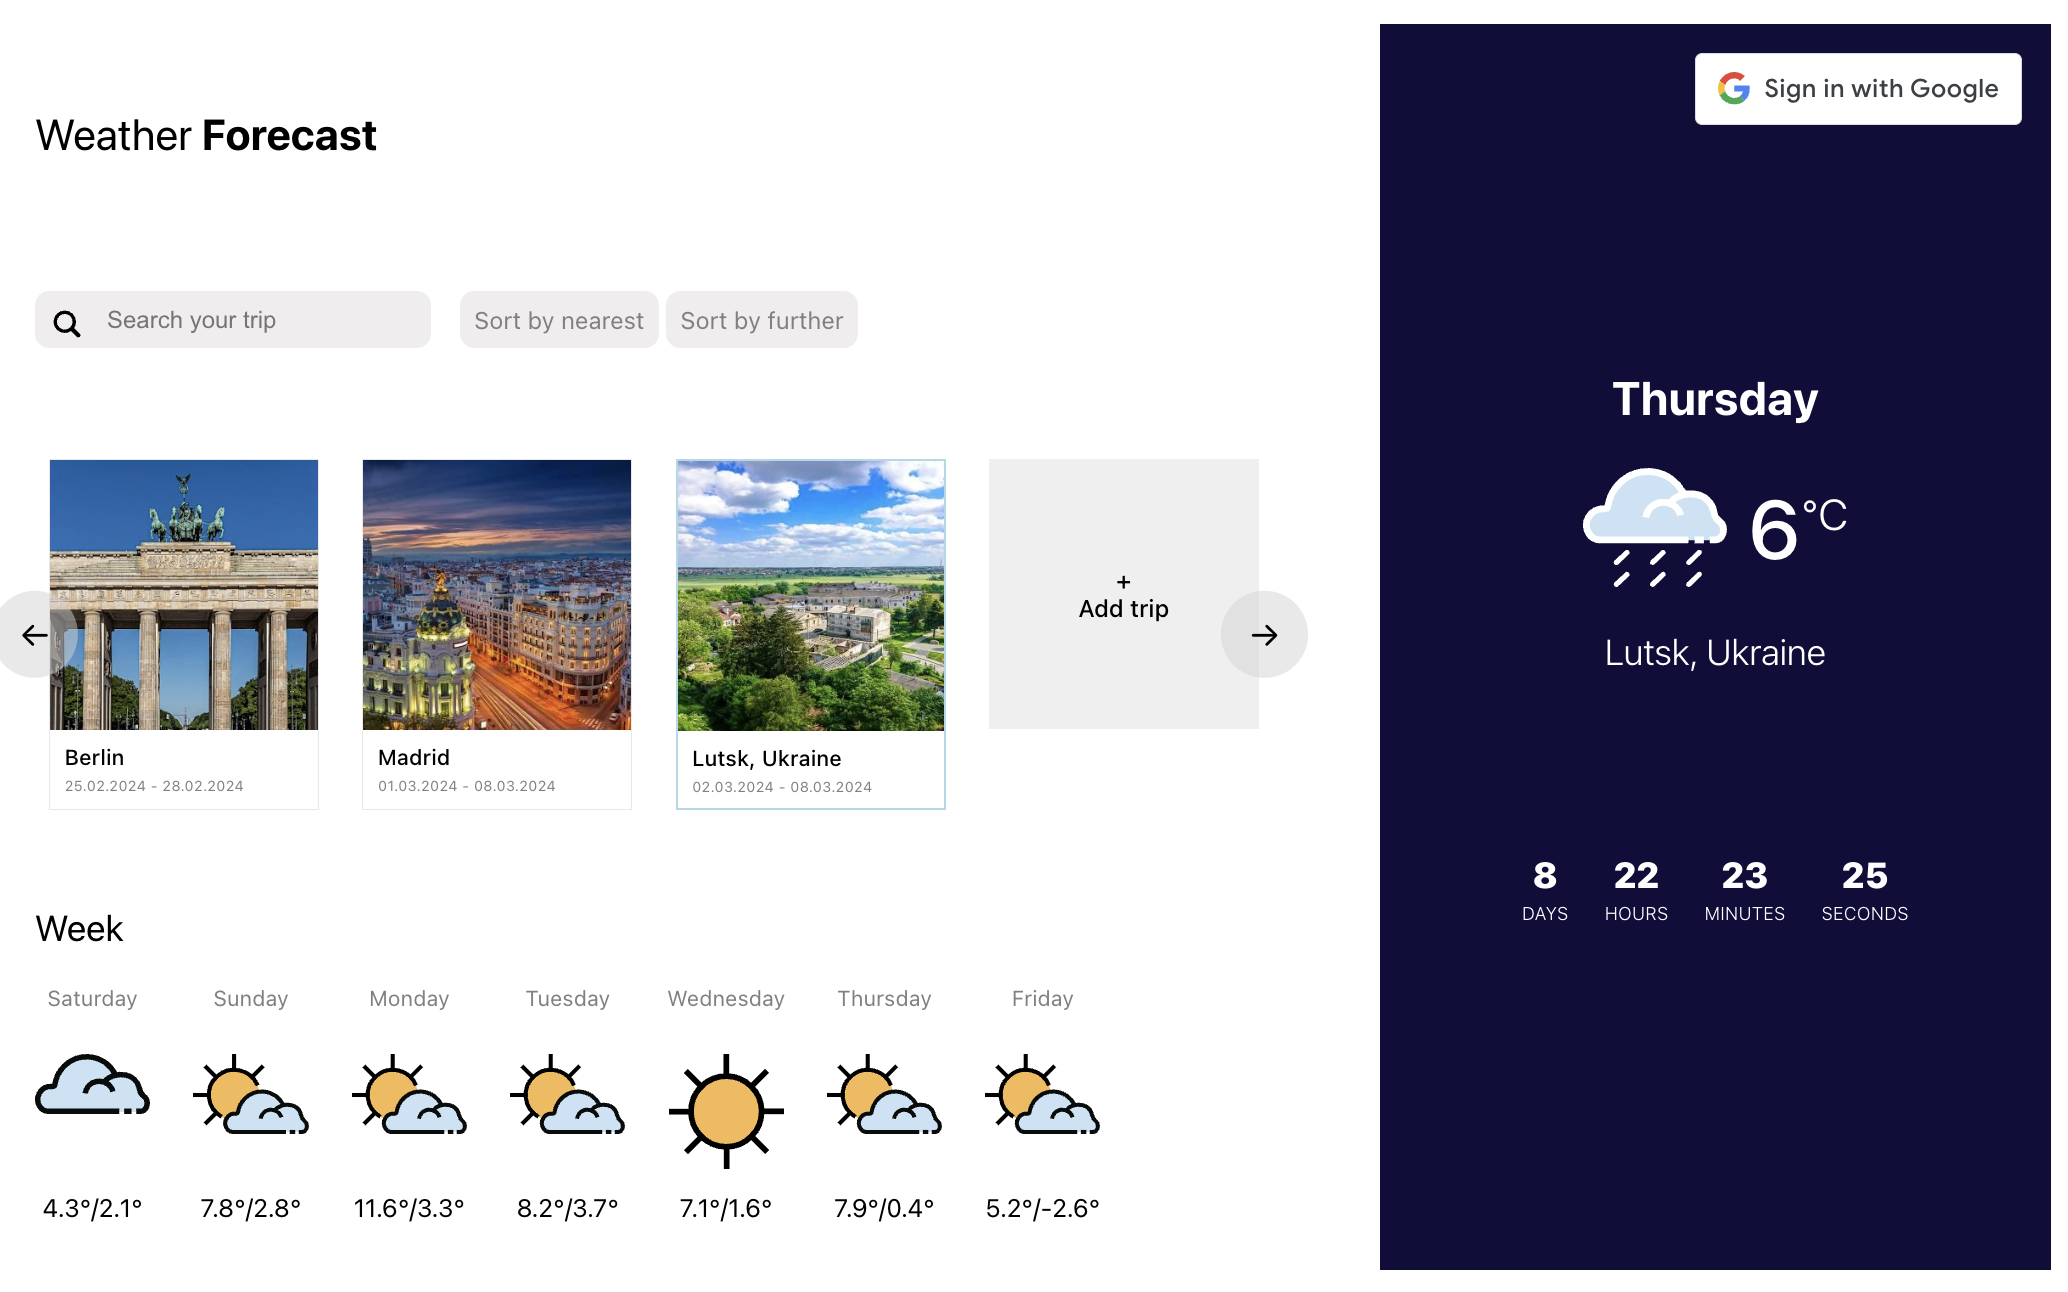 Sign in with Google
Weather Forecast
Search your trip
Sort by nearest
Sort by further
Berlin
25.02.2024 - 28.02.2024
Madrid
01.03.2024 - 08.03.2024
Lutsk, Ukraine
02.03.2024 - 08.03.2024
+
Add trip
Week
Saturday Sunday Monday Tuesday Wednesday Thursday Friday
4.3°/2.1° 7.8°/2.8° 11.6°/3.3° 8.2°/3.7° 7.1°/1.6° 7.9°/0.4° 5.2°/-2.6°
Thursday
6°C
Lutsk, Ukraine
8 22 23 25
DAYS HOURS MINUTES SECONDS